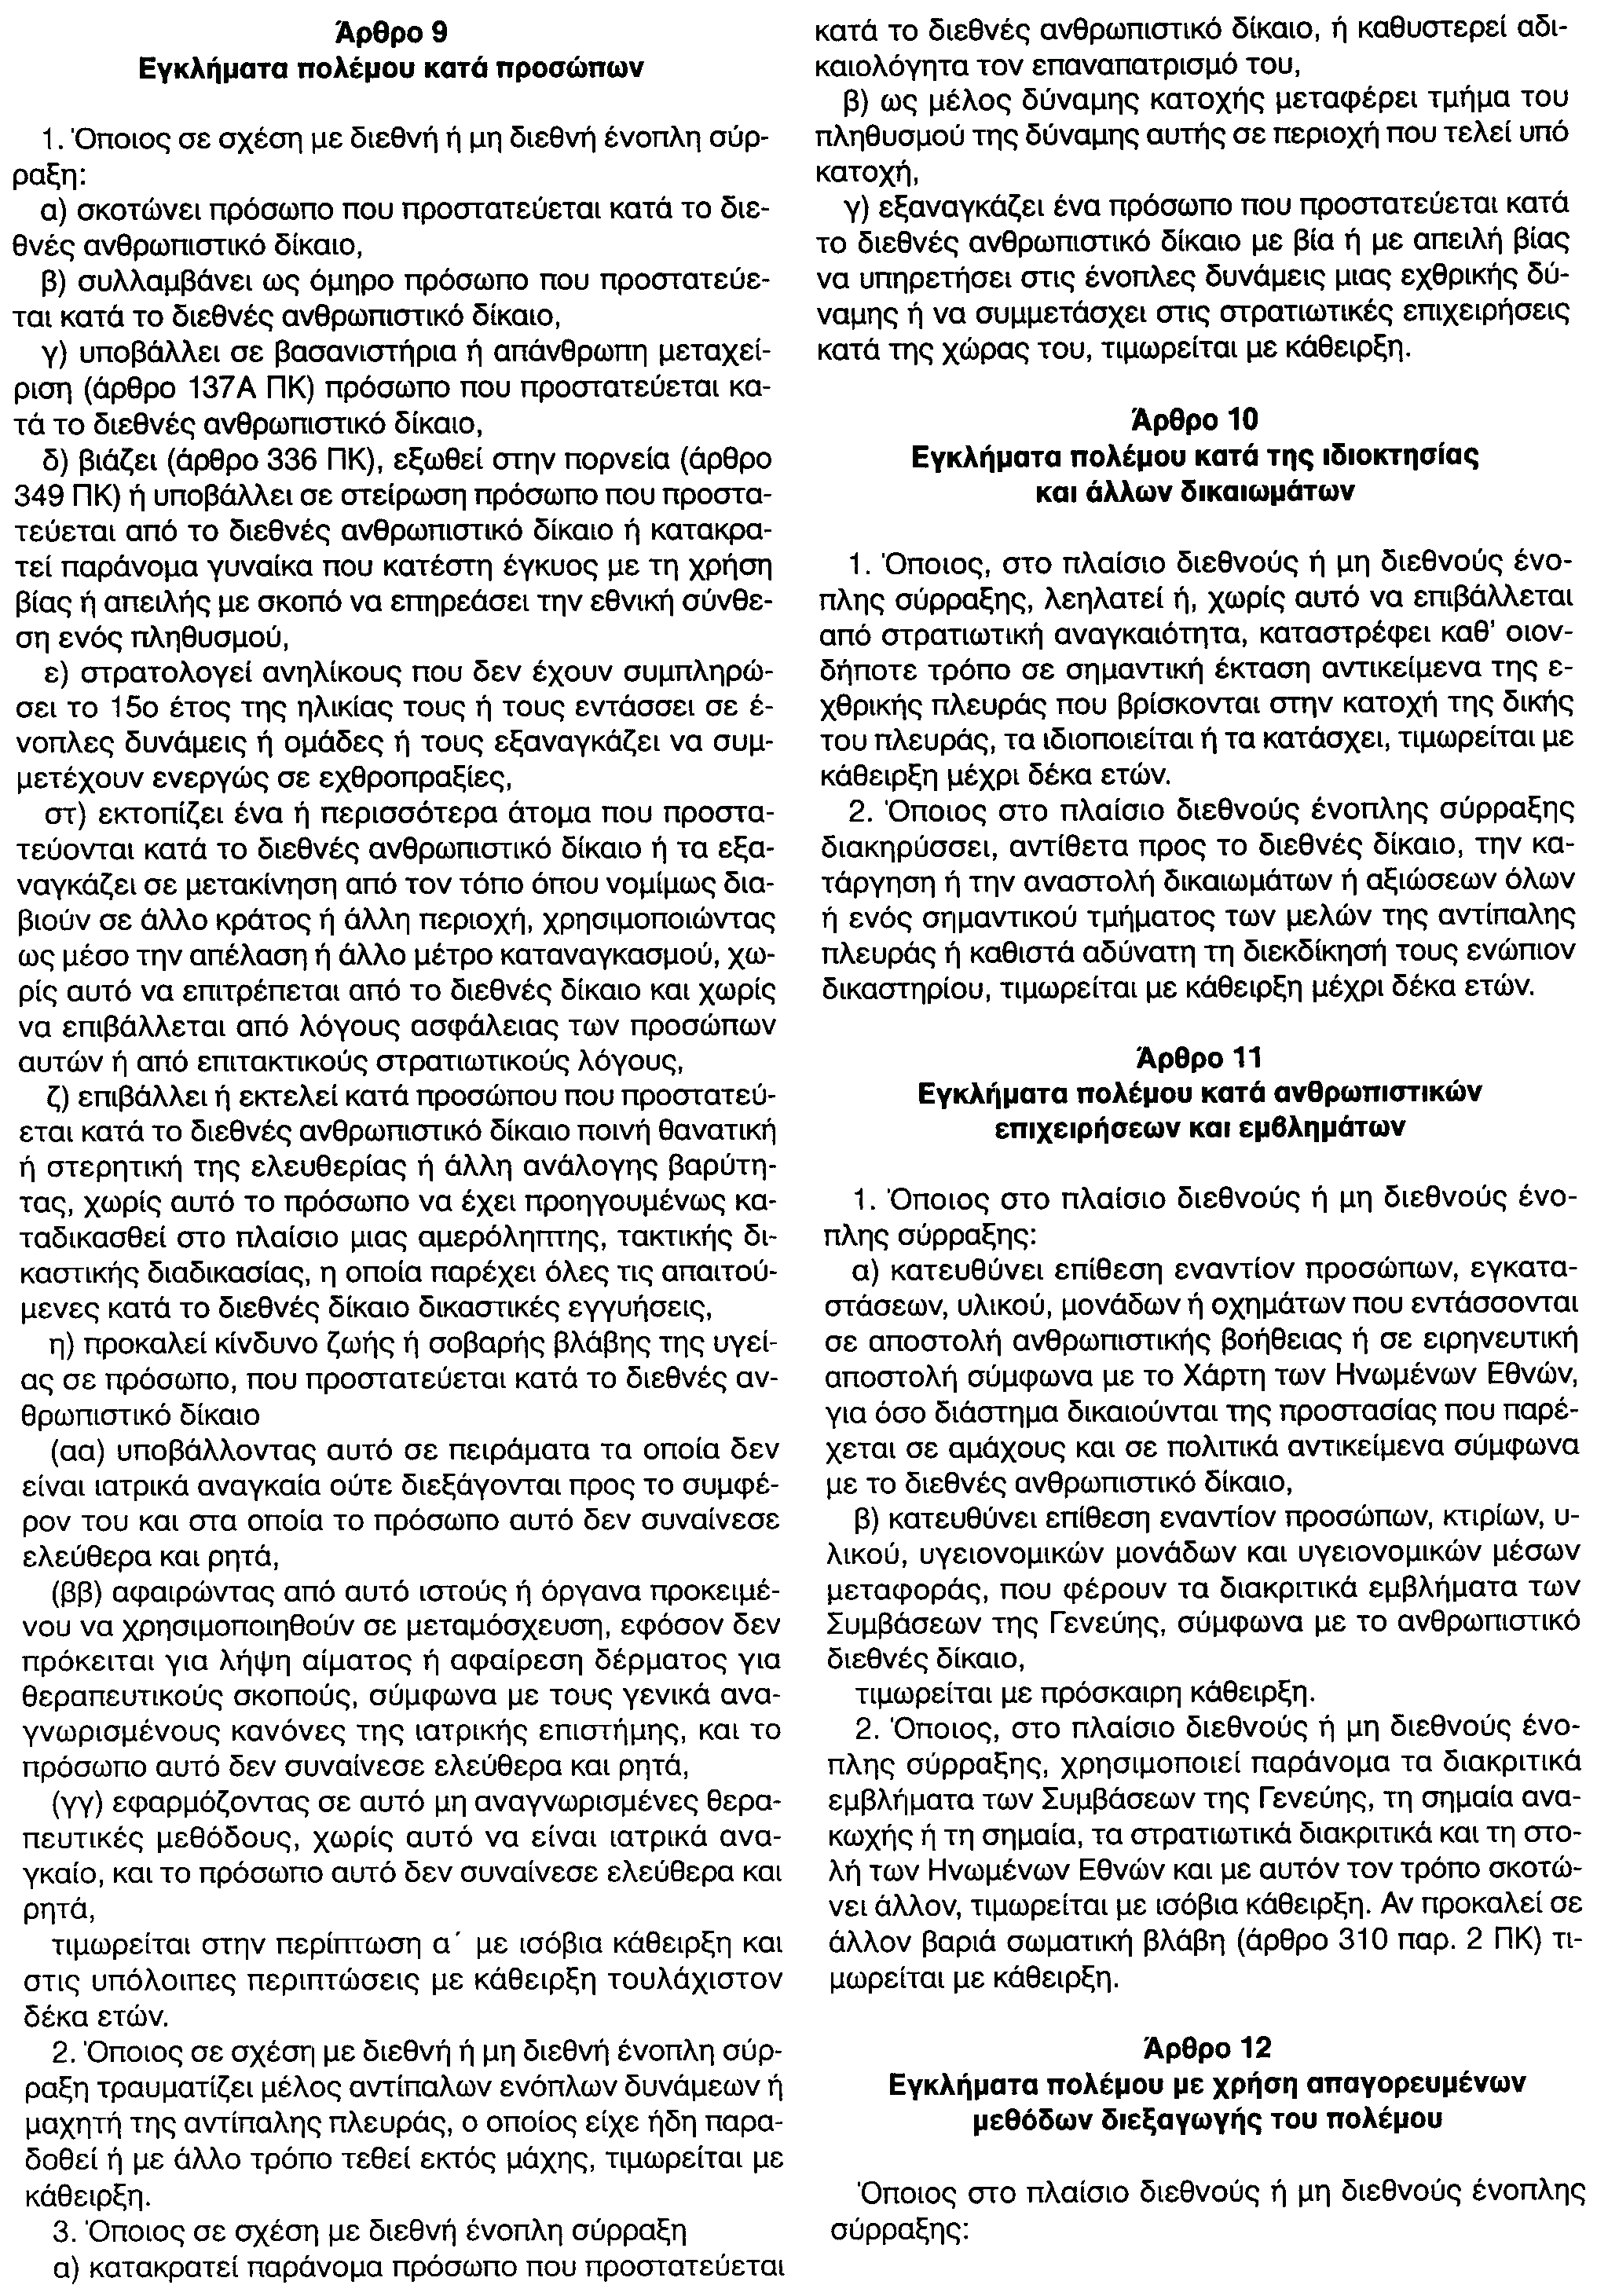 Άρθρο 9
Εγκλήματα πολέμου κατά προσώπων
1. Όποιος σε σχέση με διεθνή ή μη διεθνή ένοπλη σύρ-
ραξη:
α) σκοτώνει πρόσωπο που προστατεύεται κατά το διε-
θνές ανθρωπιστικό δίκαιο,
β) συλλαμβάνει ως όμηρο πρόσωπο που προστατεύε-
ται κατά το διεθνές ανθρωπιστικό δίκαιο,
γ) υποβάλλει σε βασανιστήρια ή απάνθρωπη μεταχεί-
ριση (άρθρο 137Α ΠΚ) πρόσωπο που προστατεύεται κα-
τά το διεθνές ανθρωπιστικό δίκαιο,
δ) βιάζει (άρθρο 336 ΠΚ), εξωθεί στην πορνεία (άρθρο
349 ΠΚ) ή υποβάλλει σε στείρωση πρόσωπο που προστα-
τεύεται από το διεθνές ανθρωπιστικό δίκαιο ή κατακρα-
τεί παράνομα γυναίκα που κατέστη έγκυος με τη χρήση
βίας ή απειλής με σκοπό να επηρεάσει την εθνική σύνθε-
ση ενός πληθυσμού,
ε) στρατολογεί ανηλίκους που δεν έχουν συμπληρώ-
σει το 15ο έτος της ηλικίας τους ή τους εντάσσει σε έ-
νοπλες δυνάμεις ή ομάδες ή τους εξαναγκάζει να συμ-
μετέχουν ενεργώς σε εχθροπραξίες,
στ) εκτοπίζει ένα ή περισσότερα άτομα που προστα-
τεύονται κατά το διεθνές ανθρωπιστικό δίκαιο ή τα εξα-
ναγκάζει σε μετακίνηση από τον τόπο όπου νομίμως δια-
βιούν σε άλλο κράτος ή άλλη περιοχή, χρησιμοποιώντας
ως μέσο την απέλαση ή άλλο μέτρο καταναγκασμού, χω-
ρίς αυτό να επιτρέπεται από το διεθνές δίκαιο και χωρίς
να επιβάλλεται από λόγους ασφάλειας των προσώπων
αυτών ή από επιτακτικούς στρατιωτικούς λόγους,
ζ) επιβάλλει ή εκτελεί κατά προσώπου που προστατεύ-
εται κατά το διεθνές ανθρωπιστικό δίκαιο ποινή θανατική
ή στερητική της ελευθερίας ή άλλη ανάλογης βαρύτη-
τας, χωρίς αυτό το πρόσωπο να έχει προηγουμένως κα-
ταδικασθεί στο πλαίσιο μιας αμερόληπτης, τακτικής δι-
καστικής διαδικασίας, η οποία παρέχει όλες τις απαιτού-
μενες κατά το διεθνές δίκαιο δικαστικές εγγυήσεις,
η) προκαλεί κίνδυνο ζωής ή σοβαρής βλάβης της υγεί-
ας σε πρόσωπο, που προστατεύεται κατά το διεθνές αν-
θρωπιστικό δίκαιο
(αα) υποβάλλοντας αυτό σε πειράματα τα οποία δεν
είναι ιατρικά αναγκαία ούτε διεξάγονται προς το συμφέ-
ρον του και στα οποία το πρόσωπο αυτό δεν συναίνεσε
ελεύθερα και ρητά,
(ββ) αφαιρώντας από αυτό ιστούς ή όργανα προκειμέ-
νου να χρησιμοποιηθούν σε μεταμόσχευση, εφόσον δεν
πρόκειται για λήψη αίματος ή αφαίρεση δέρματος για
θεραπευτικούς σκοπούς, σύμφωνα με τους γενικά ανα-
γνωρισμένους κανόνες της ιατρικής επιστήμης, και το
πρόσωπο αυτό δεν συναίνεσε ελεύθερα και ρητά,
(γγ) εφαρμόζοντας σε αυτό μη αναγνωρισμένες θερα-
πευτικές μεθόδους, χωρίς αυτό να είναι ιατρικά ανα-
γκαίο, και το πρόσωπο αυτό δεν συναίνεσε ελεύθερα και
ρητά,
τιμωρείται στην περίπτωση α΄ με ισόβια κάθειρξη και
στις υπόλοιπες περιπτώσεις με κάθειρξη τουλάχιστον
δέκα ετών.
2. Όποιος σε σχέση με διεθνή ή μη διεθνή ένοπλη σύρ-
ραξη τραυματίζει μέλος αντίπαλων ενόπλων δυνάμεων ή
μαχητή της αντίπαλης πλευράς, ο οποίος είχε ήδη παρα-
δοθεί ή με άλλο τρόπο τεθεί εκτός μάχης, τιμωρείται με
κάθειρξη.
3. Όποιος σε σχέση με διεθνή ένοπλη σύρραξη
α) κατακρατεί παράνομα πρόσωπο που προστατεύεται
κατά το διεθνές ανθρωπιστικό δίκαιο, ή καθυστερεί αδι-
καιολόγητα τον επαναπατρισμό του,
β) ως μέλος δύναμης κατοχής μεταφέρει τμήμα του
πληθυσμού της δύναμης αυτής σε περιοχή που τελεί υπό
κατοχή,
γ) εξαναγκάζει ένα πρόσωπο που προστατεύεται κατά
το διεθνές ανθρωπιστικό δίκαιο με βία ή με απειλή βίας
να υπηρετήσει στις ένοπλες δυνάμεις μιας εχθρικής δύ-
ναμης ή να συμμετάσχει στις στρατιωτικές επιχειρήσεις
κατά της χώρας του, τιμωρείται με κάθειρξη.
Άρθρο 10
Εγκλήματα πολέμου κατά της ιδιοκτησίας
και άλλων δικαιωμάτων
1. Όποιος, στο πλαίσιο διεθνούς ή μη διεθνούς ένο-
πλης σύρραξης, λεηλατεί ή, χωρίς αυτό να επιβάλλεται
από στρατιωτική αναγκαιότητα, καταστρέφει καθ' οιον-
δήποτε τρόπο σε σημαντική έκταση αντικείμενα της ε-
χθρικής πλευράς που βρίσκονται στην κατοχή της δικής
του πλευράς, τα ιδιοποιείται ή τα κατάσχει, τιμωρείται με
κάθειρξη μέχρι δέκα ετών.
2. Όποιος στο πλαίσιο διεθνούς ένοπλης σύρραξης
διακηρύσσει, αντίθετα προς το διεθνές δίκαιο, την κα-
τάργηση ή την αναστολή δικαιωμάτων ή αξιώσεων όλων
ή ενός σημαντικού τμήματος των μελών της αντίπαλης
πλευράς ή καθιστά αδύνατη τη διεκδίκησή τους ενώπιον
δικαστηρίου, τιμωρείται με κάθειρξη μέχρι δέκα ετών.
Άρθρο 11
Εγκλήματα πολέμου κατά ανθρωπιστικών
επιχειρήσεων και εμβλημάτων
1. Όποιος στο πλαίσιο διεθνούς ή μη διεθνούς ένο-
πλης σύρραξης:
α) κατευθύνει επίθεση εναντίον προσώπων, εγκατα-
στάσεων, υλικού, μονάδων ή οχημάτων που εντάσσονται
σε αποστολή ανθρωπιστικής βοήθειας ή σε ειρηνευτική
αποστολή σύμφωνα με το Χάρτη των Ηνωμένων Εθνών,
για όσο διάστημα δικαιούνται της προστασίας που παρέ-
χεται σε αμάχους και σε πολιτικά αντικείμενα σύμφωνα
με το διεθνές ανθρωπιστικό δίκαιο,
β) κατευθύνει επίθεση εναντίον προσώπων, κτιρίων, υ-
λικού, υγειονομικών μονάδων και υγειονομικών μέσων
μεταφοράς, που φέρουν τα διακριτικά εμβλήματα των
Συμβάσεων της Γενεύης, σύμφωνα με το ανθρωπιστικό
διεθνές δίκαιο,
τιμωρείται με πρόσκαιρη κάθειρξη.
2. Όποιος, στο πλαίσιο διεθνούς ή μη διεθνούς ένο-
πλης σύρραξης, χρησιμοποιεί παράνομα τα διακριτικά
εμβλήματα των Συμβάσεων της Γενεύης, τη σημαία ανα-
κωχής ή τη σημαία, τα στρατιωτικά διακριτικά και τη στο-
λή των Ηνωμένων Εθνών και με αυτόν τον τρόπο σκοτώ-
νει άλλον, τιμωρείται με ισόβια κάθειρξη. Αν προκαλεί σε
άλλον βαριά σωματική βλάβη (άρθρο 310 παρ. 2 ΠΚ) τι-
μωρείται με κάθειρξη.
Άρθρο 12
Εγκλήματα πολέμου με χρήση απαγορευμένων
μεθόδων διεξαγωγής του πολέμου
Όποιος στο πλαίσιο διεθνούς ή μη διεθνούς ένοπλης
σύρραξης: